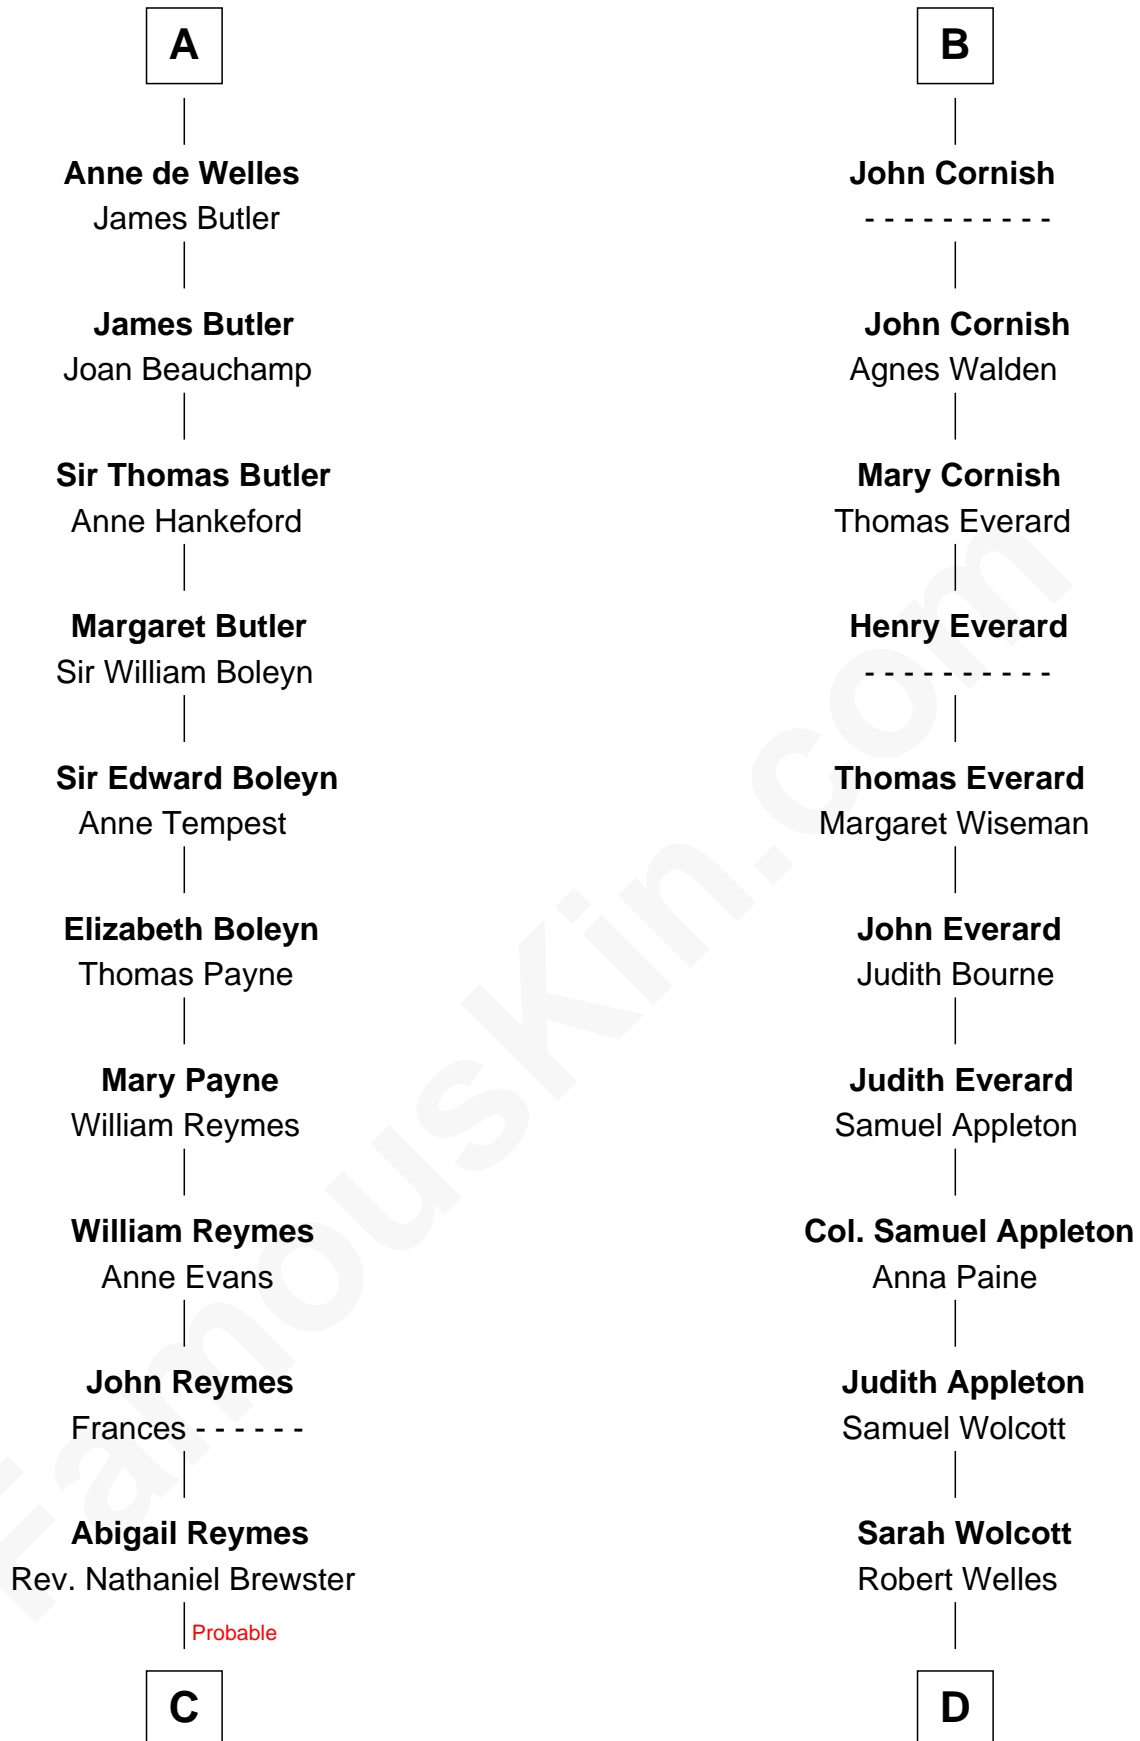 A
Anne de Welles
James Butler
James Butler
Joan Beauchamp
Sir Thomas Butler
Anne Hankeford
Margaret Butler
Sir William Boleyn
Sir Edward Boleyn
Anne Tempest
Elizabeth Boleyn
Thomas Payne
Mary Payne
William Reymes
William Reymes
Anne Evans
John Reymes
Frances - - - - - -
Abigail Reymes
Rev. Nathaniel Brewster
Probable
C
B
John Cornish
- - - - - - - - - -
John Cornish
Agnes Walden
Mary Cornish
Thomas Everard
Henry Everard
- - - - - - - - - -
Thomas Everard
Margaret Wiseman
John Everard
Judith Bourne
Judith Everard
Samuel Appleton
Col. Samuel Appleton
Anna Paine
Judith Appleton
Samuel Wolcott
Sarah Wolcott
Robert Welles
D
FamousKin.com